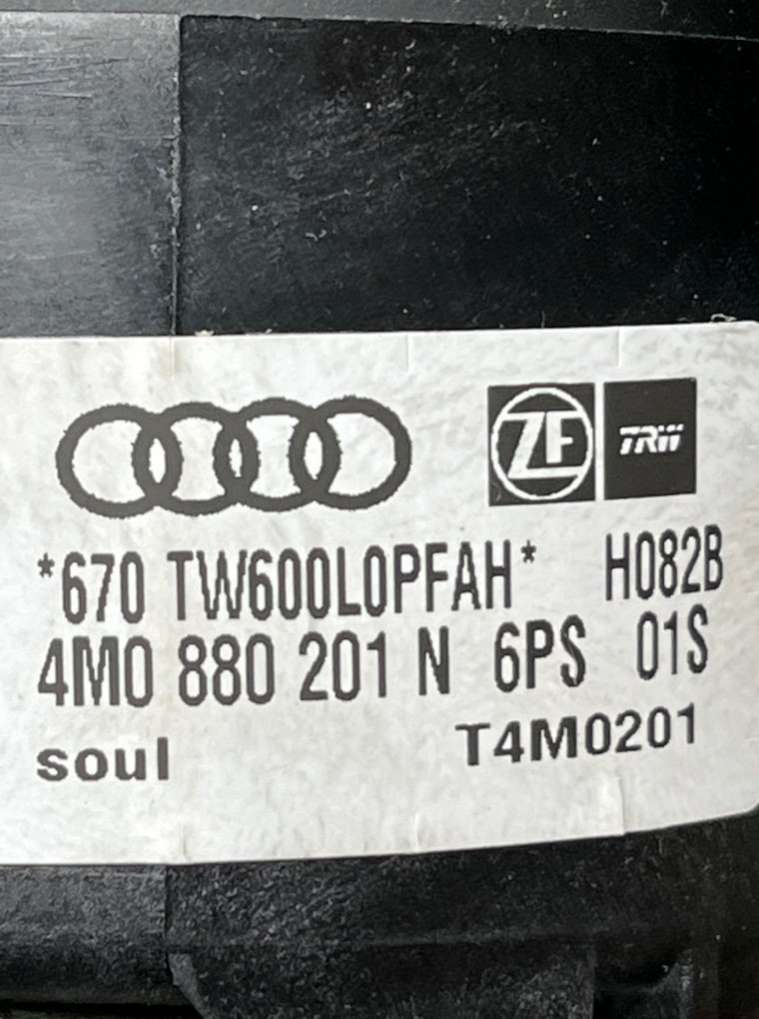 ZF TRW
*670 TW600L0PFAH* H082B
4M0 880 201 N 6PS 01S
soul T4M0201